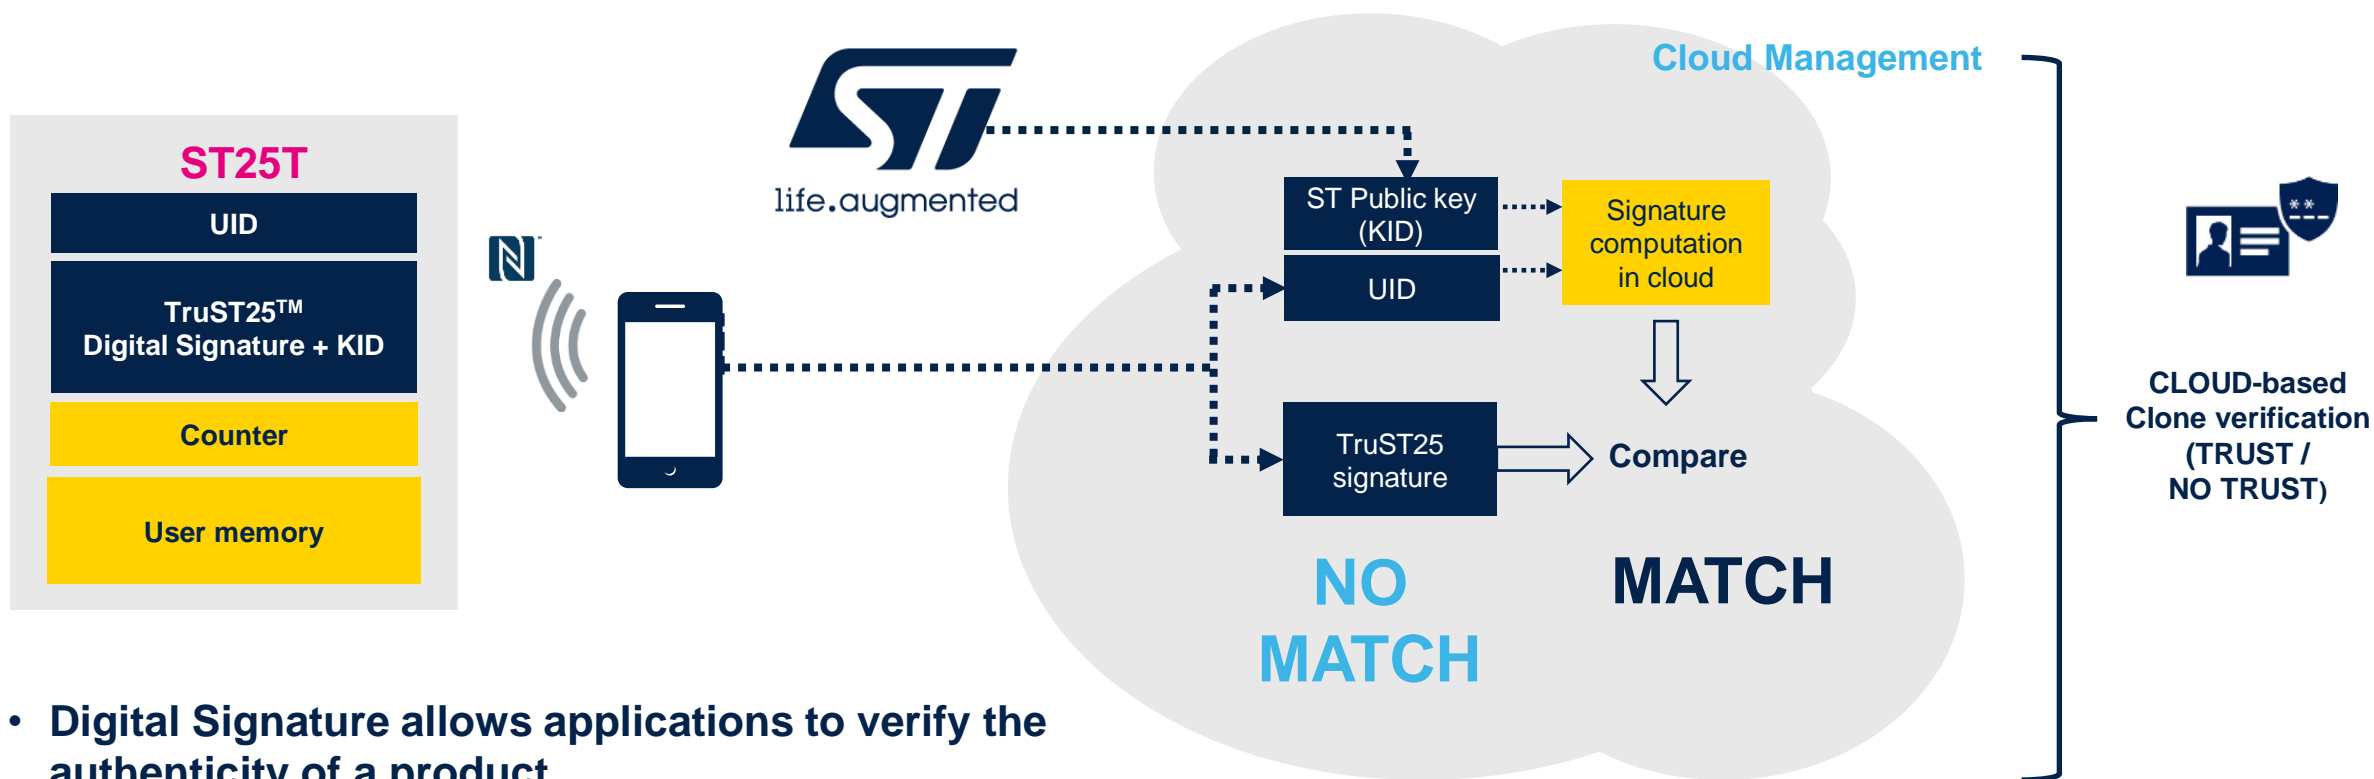 Cloud Management
ST
life.augmented
ST25T
UID
TruST25TM
Digital Signature + KID
Counter
User memory
N
ST Public key
(KID)
UID
Signature
computation
in cloud
TruST25
signature
Compare
NO
MATCH
MATCH
**
CLOUD-based
Clone verification
(TRUST /
NO TRUST)
• Digital Signature allows applications to verify the
authenticity of a product